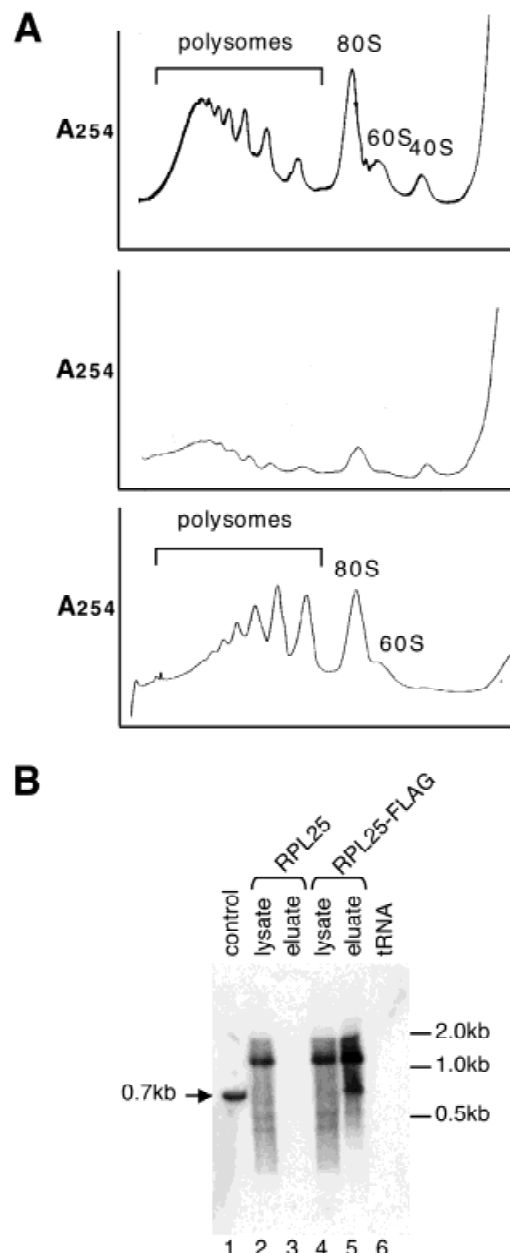 A
polysomes
80S
60S
40S
A254
A254
polysomes
80S
60S
A254
B
RPL25
RPL25-FLAG
control
lysate
eluate
lysate
eluate
tRNA
2.0kb
1.0kb
0.7kb
0.5kb
1 2 3 4 5 6